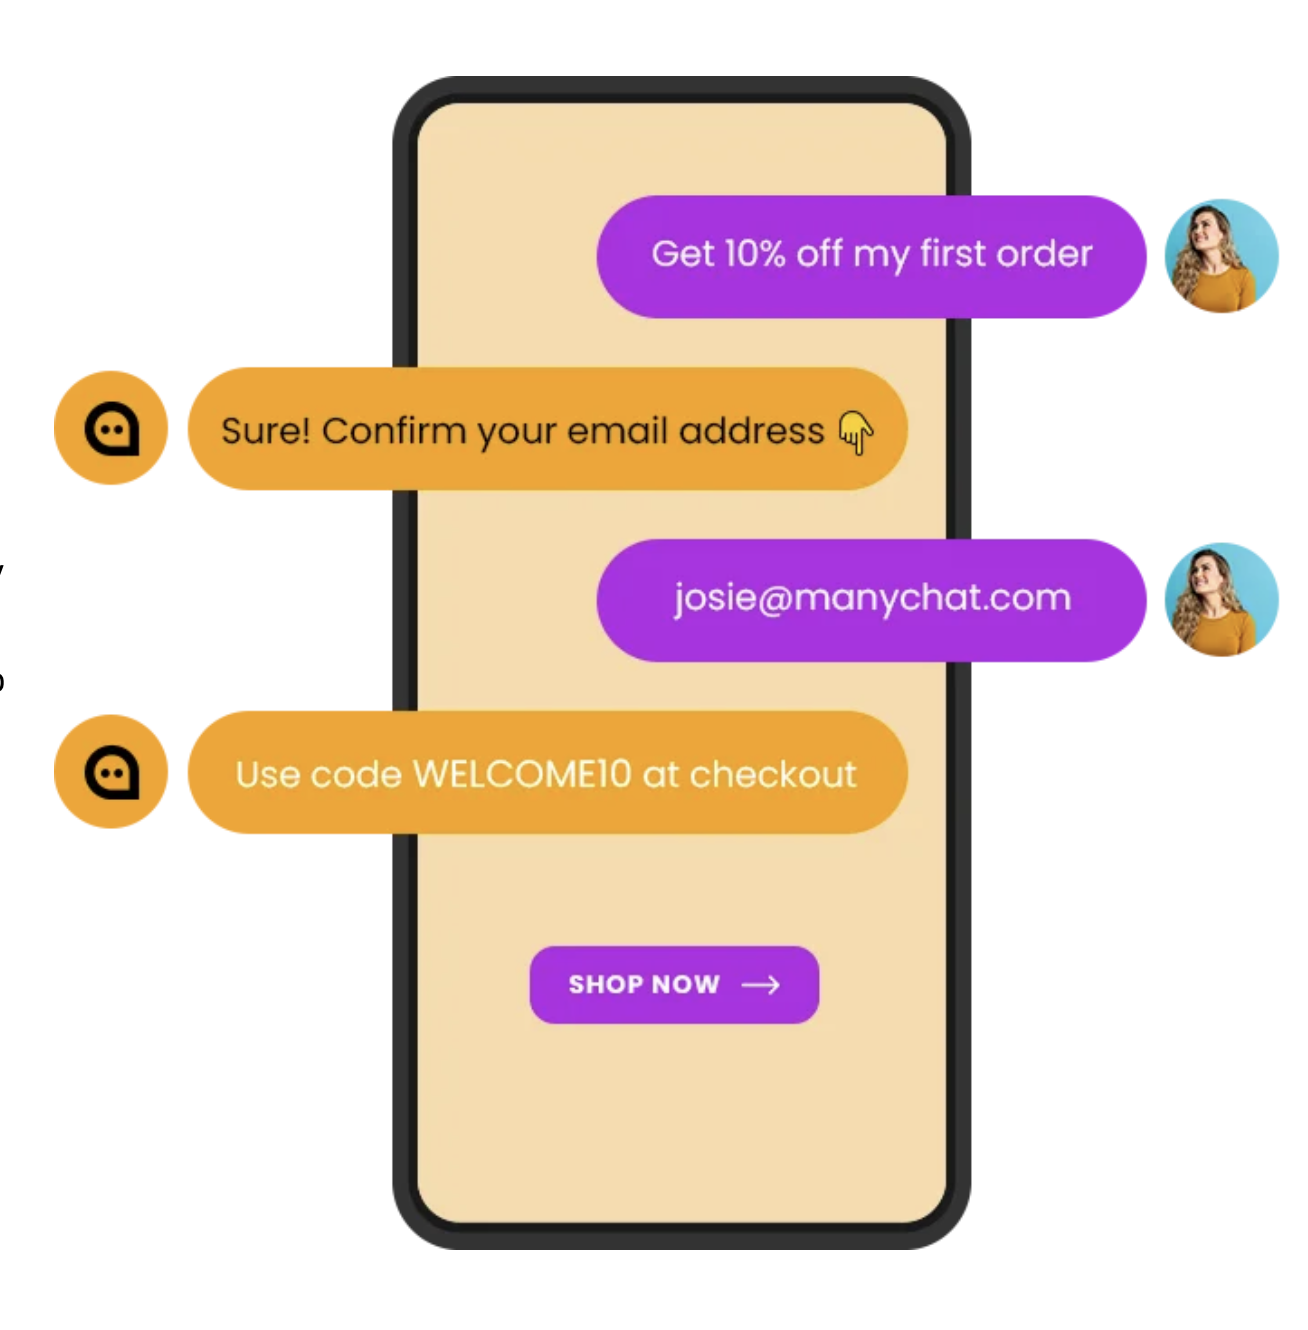 Get 10% off my first order
Sure! Confirm your email address 👇
josie@manychat.com
Use code WELCOME10 at checkout
SHOP NOW →